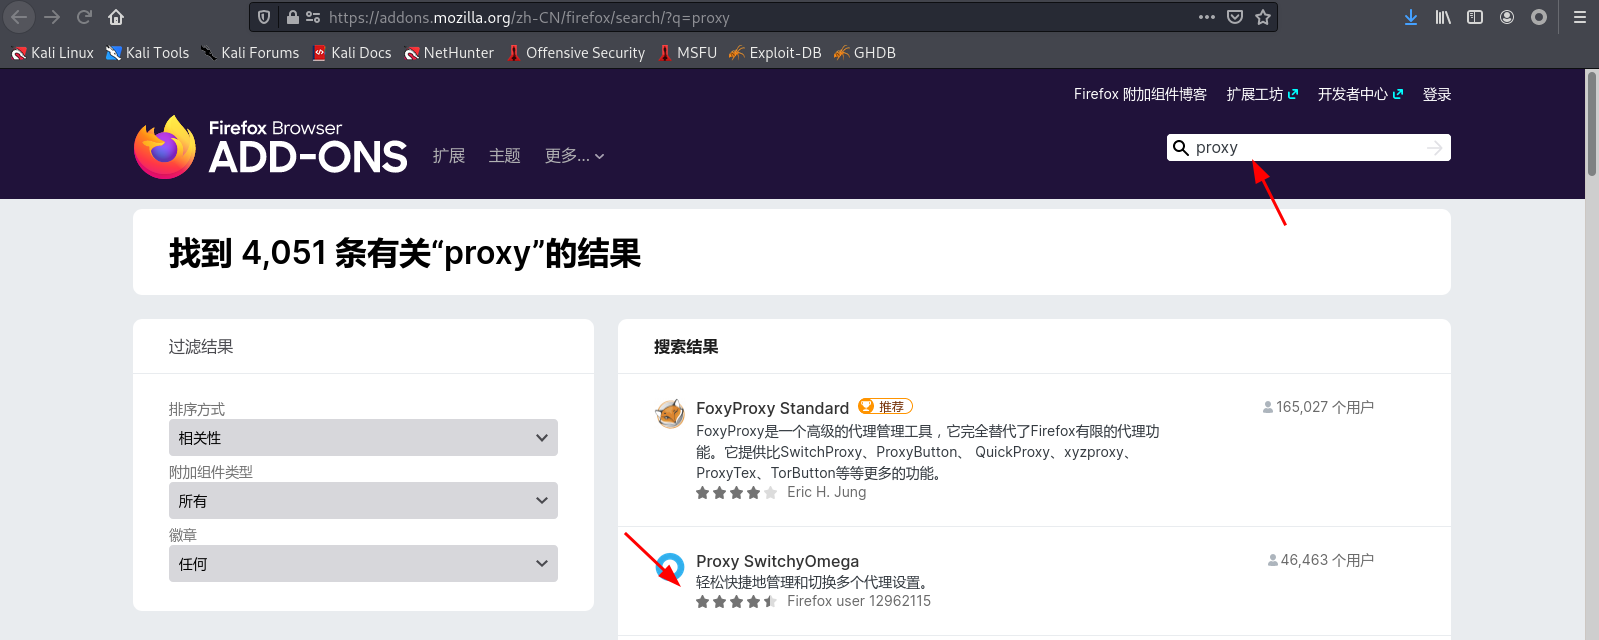 https://addons.mozilla.org/zh-CN/firefox/search/?q=proxy
Kali Linux Kali Tools Kali Forums Kali Docs NetHunter Offensive Security MSFU Exploit-DB GHDB
Firefox 附加组件博客 扩展工坊 开发者中心 登录
Firefox Browser
ADD-ONS 扩展 主题 更多... proxy
找到 4,051 条有关“proxy”的结果
过滤结果
排序方式
相关性
附加组件类型
所有
徽章
任何
搜索结果
FoxyProxy Standard 推荐 165,027 个用户
FoxyProxy是一个高级的代理管理工具，它完全替代了Firefox有限的代理功
能。它提供比SwitchProxy、ProxyButton、 QuickProxy、xyzproxy、
ProxyTex、TorButton等等更多的功能。
Eric H. Jung
Proxy SwitchyOmega 46,463 个用户
轻松快捷地管理和切换多个代理设置。
Firefox user 12962115